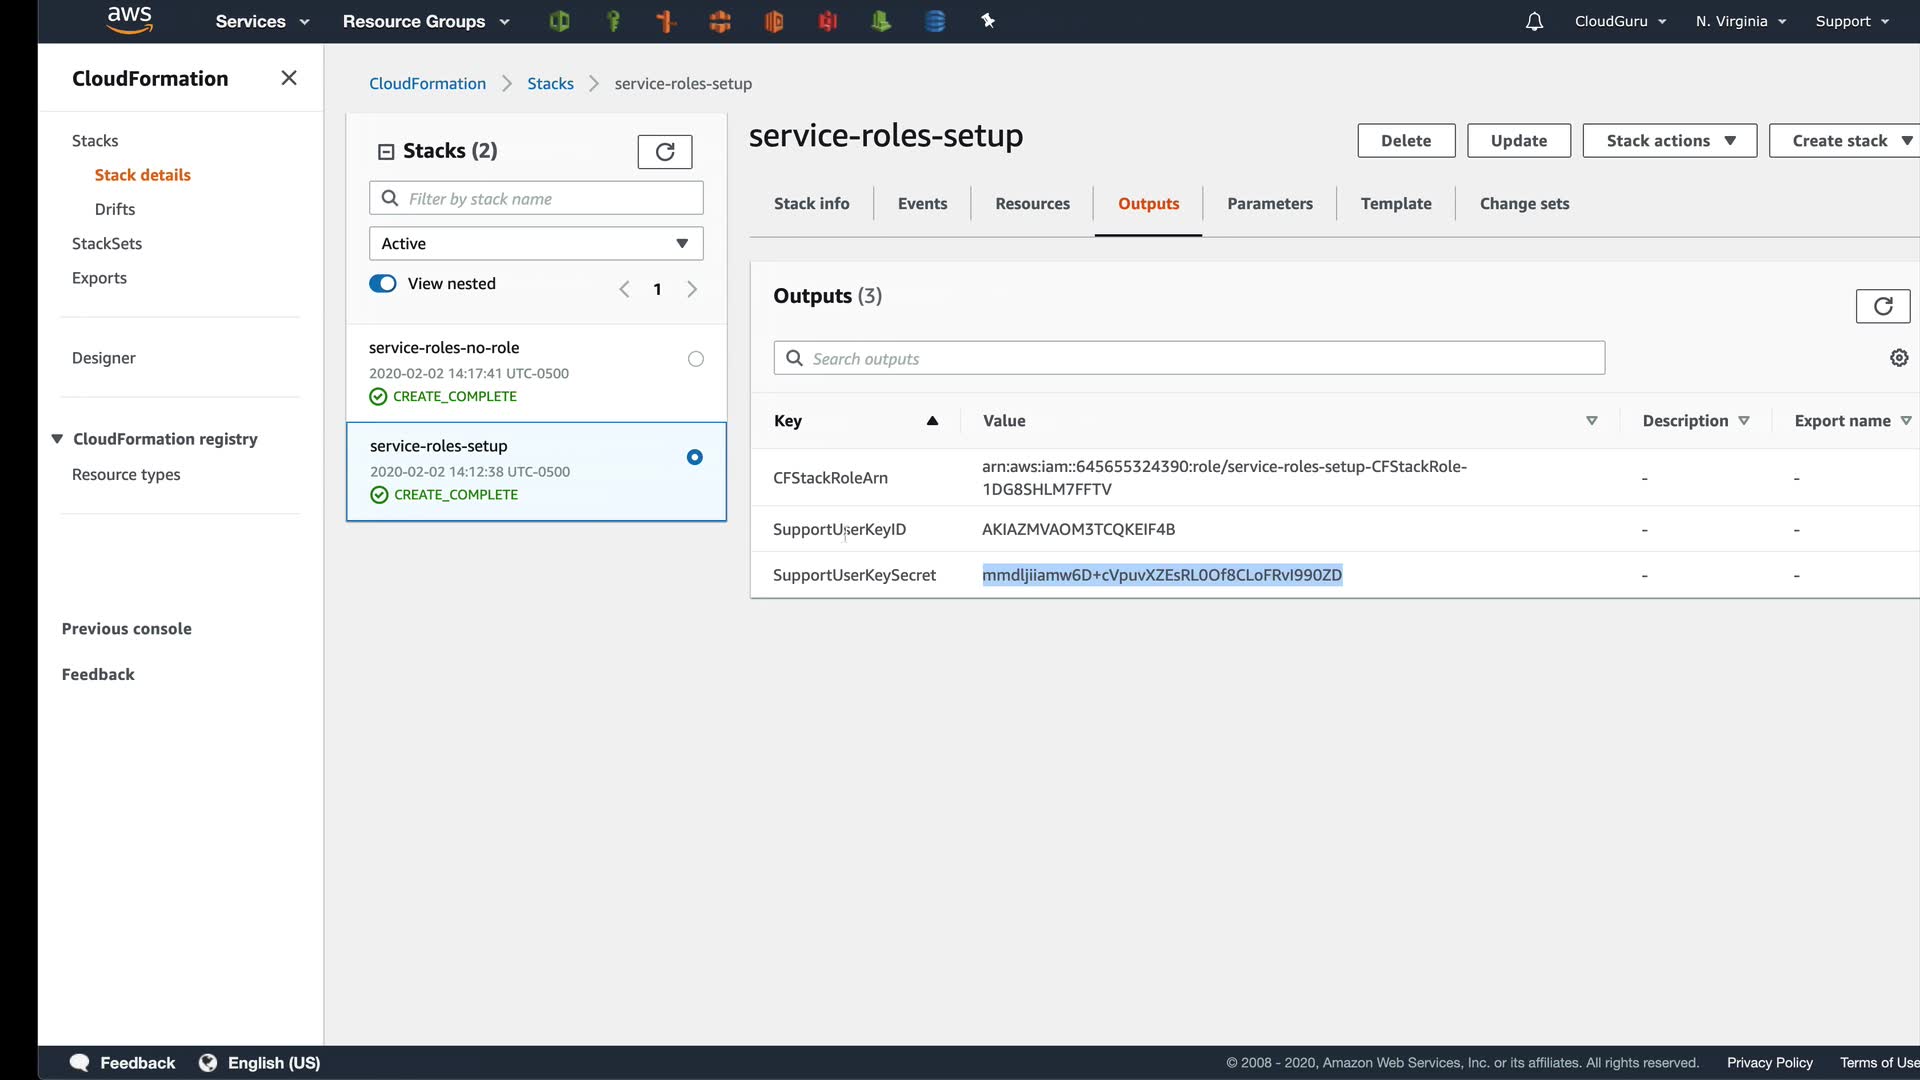 aws
Services
Resource Groups
CloudGuru
N. Virginia
Support
CloudFormation
Stacks
Stack details
Drifts
StackSets
Exports
Designer
CloudFormation registry
Resource types
Previous console
Feedback
CloudFormation
Stacks
service-roles-setup
Stacks (2)
Filter by stack name
Active
View nested
1
service-roles-no-role
2020-02-02 14:17:41 UTC-0500
CREATE_COMPLETE
service-roles-setup
2020-02-02 14:12:38 UTC-0500
CREATE_COMPLETE
service-roles-setup
Delete
Update
Stack actions
Create stack
Stack info
Events
Resources
Outputs
Parameters
Template
Change sets
Outputs (3)
Search outputs
Key
Value
Description
Export name
CFStackRoleArn
arn:aws:iam::645655324390:role/service-roles-setup-CFStackRole-
1DG8SHLM7FFTV
-
-
SupportUserKeyID
AKIAZMVAOM3TCQKEIF4B
-
-
SupportUserKeySecret
mmdljiiamw6D+cVpuvXZEsRL0Of8CLoFRvI990ZD
-
-
Feedback
English (US)
© 2008 - 2020, Amazon Web Services, Inc. or its affiliates. All rights reserved.
Privacy Policy
Terms of Use